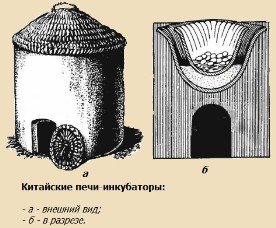 а б
Китайские печи-инкубаторы:
- а - внешний вид;
- б - в разрезе.